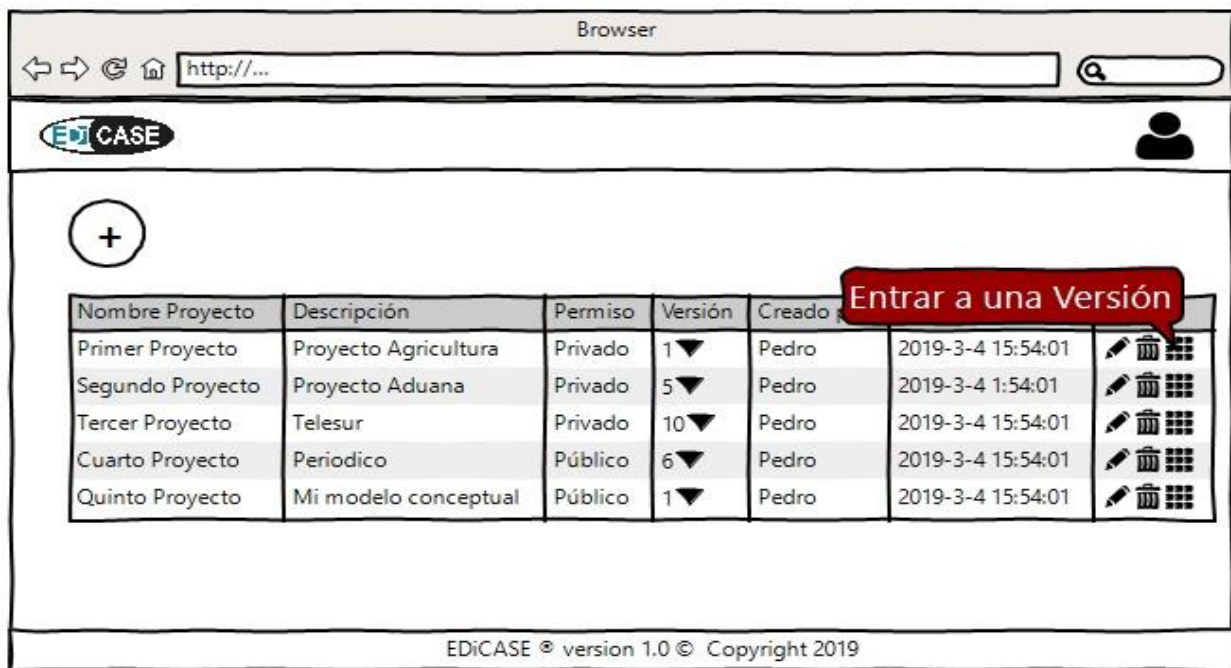 Browser
http://...
EDiCASE
+
Entrar a una Versión
Nombre Proyecto Descripción Permiso Versión Creado
Primer Proyecto Proyecto Agricultura Privado 1 Pedro 2019-3-4 15:54:01
Segundo Proyecto Proyecto Aduana Privado 5 Pedro 2019-3-4 1:54:01
Tercer Proyecto Telesur Privado 10 Pedro 2019-3-4 15:54:01
Cuarto Proyecto Periodico Público 6 Pedro 2019-3-4 15:54:01
Quinto Proyecto Mi modelo conceptual Público 1 Pedro 2019-3-4 15:54:01
EDiCASE ® version 1.0 © Copyright 2019